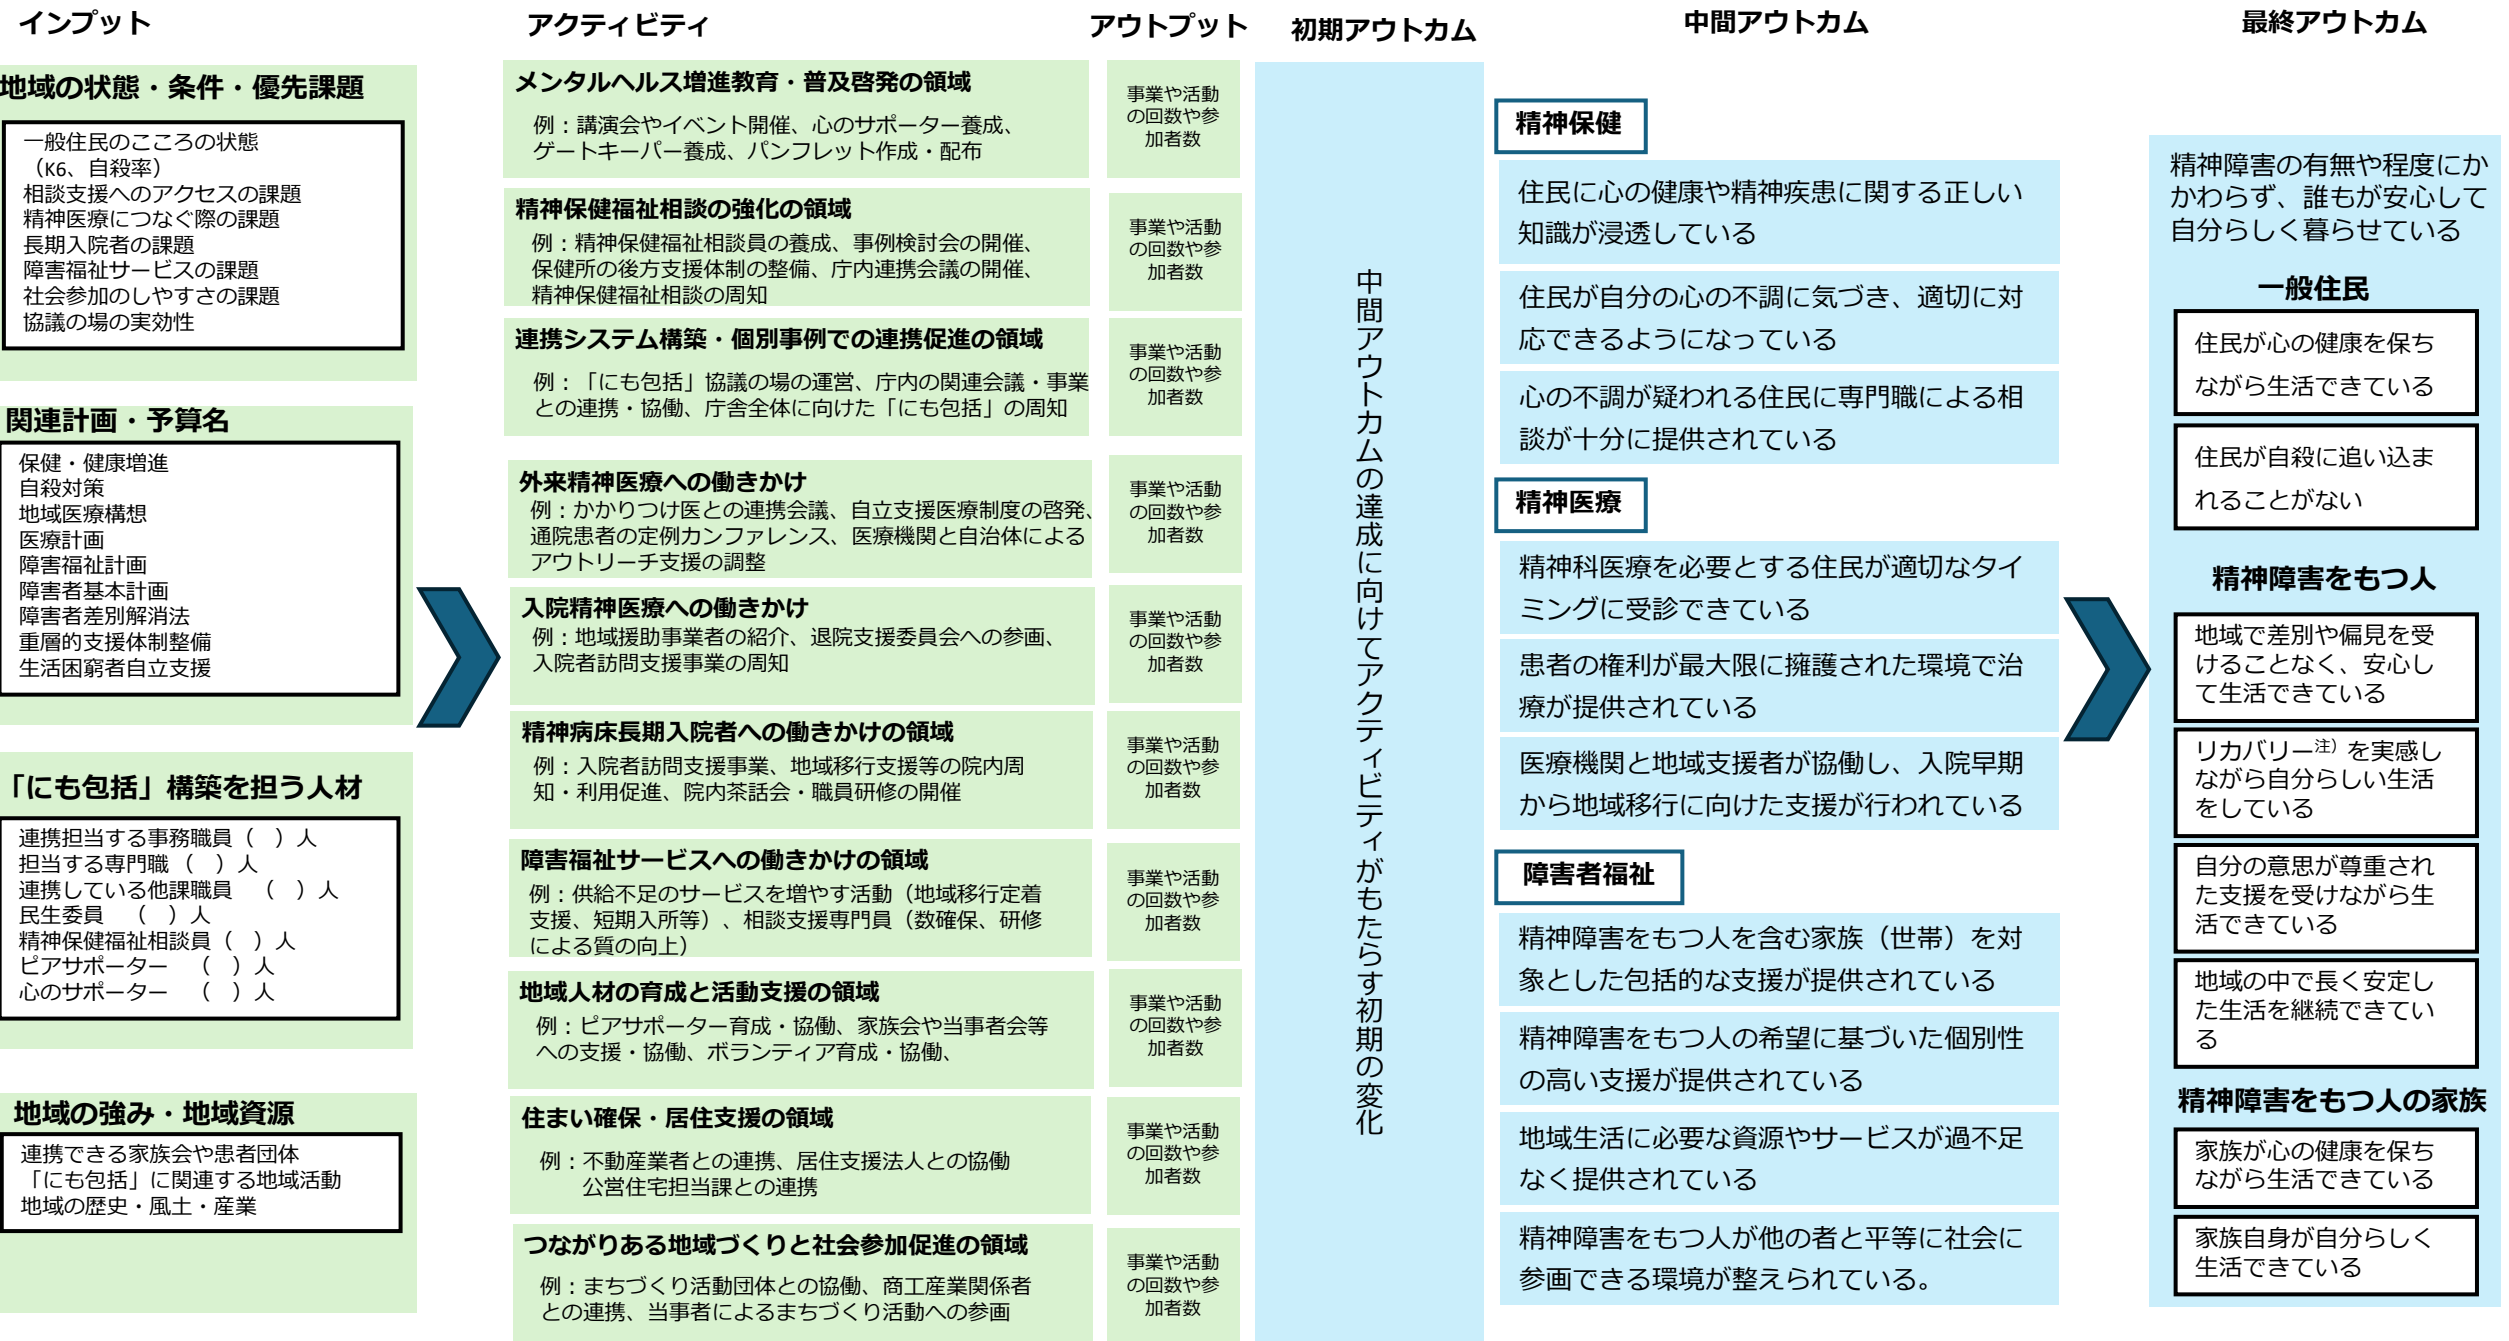 インプット
アクティビティ
アウトプット
初期アウトカム
中間アウトカム
最終アウトカム
地域の状態・条件・優先課題
一般住民のこころの状態
（K6、自殺率）
相談支援へのアクセスの課題
精神医療につなぐ際の課題
長期入院者の課題
障害福祉サービスの課題
社会参加のしやすさの課題
協議の場の実効性
関連計画・予算名
保健・健康増進
自殺対策
地域医療構想
医療計画
障害福祉計画
障害者基本計画
障害者差別解消法
重層的支援体制整備
生活困窮者自立支援
「にも包括」構築を担う人材
連携担当する事務職員（　）人
担当する専門職（　）人
連携している他課職員　（　）人
民生委員　（　）人
精神保健福祉相談員（　）人
ピアサポーター　（　）人
心のサポーター　（　）人
地域の強み・地域資源
連携できる家族会や患者団体
「にも包括」に関連する地域活動
地域の歴史・風土・産業
メンタルヘルス増進教育・普及啓発の領域
例：講演会やイベント開催、心のサポーター養成、
ゲートキーパー養成、パンフレット作成・配布
事業や活動
の回数や参
加者数
精神保健福祉相談の強化の領域
例：精神保健福祉相談員の養成、事例検討会の開催、
保健所の後方支援体制の整備、庁内連携会議の開催、
精神保健福祉相談の周知
事業や活動
の回数や参
加者数
連携システム構築・個別事例での連携促進の領域
例：「にも包括」協議の場の運営、庁内の関連会議・事業
との連携・協働、庁舎全体に向けた「にも包括」の周知
事業や活動
の回数や参
加者数
外来精神医療への働きかけ
例：かかりつけ医との連携会議、自立支援医療制度の啓発、
通院患者の定例カンファレンス、医療機関と自治体による
アウトリーチ支援の調整
事業や活動
の回数や参
加者数
入院精神医療への働きかけ
例：地域援助事業者の紹介、退院支援委員会への参画、
入院者訪問支援事業の周知
事業や活動
の回数や参
加者数
精神病床長期入院者への働きかけの領域
例：入院者訪問支援事業、地域移行支援等の院内周
知・利用促進、院内茶話会・職員研修の開催
事業や活動
の回数や参
加者数
障害福祉サービスへの働きかけの領域
例：供給不足のサービスを増やす活動（地域移行定着
支援、短期入所等）、相談支援専門員（数確保、研修
による質の向上）
事業や活動
の回数や参
加者数
地域人材の育成と活動支援の領域
例：ピアサポーター育成・協働、家族会や当事者会等
への支援・協働、ボランティア育成・協働、
事業や活動
の回数や参
加者数
住まい確保・居住支援の領域
例：不動産業者との連携、居住支援法人との協働
公営住宅担当課との連携
事業や活動
の回数や参
加者数
つながりある地域づくりと社会参加促進の領域
例：まちづくり活動団体との協働、商工産業関係者
との連携、当事者によるまちづくり活動への参画
事業や活動
の回数や参
加者数
中間アウトカムの達成に向けてアクティビティがもたらす初期の変化
精神保健
住民に心の健康や精神疾患に関する正しい
知識が浸透している
住民が自分の心の不調に気づき、適切に対
応できるようになっている
心の不調が疑われる住民に専門職による相
談が十分に提供されている
精神医療
精神科医療を必要とする住民が適切なタイ
ミングに受診できている
患者の権利が最大限に擁護された環境で治
療が提供されている
医療機関と地域支援者が協働し、入院早期
から地域移行に向けた支援が行われている
障害者福祉
精神障害をもつ人を含む家族（世帯）を対
象とした包括的な支援が提供されている
精神障害をもつ人の希望に基づいた個別性
の高い支援が提供されている
地域生活に必要な資源やサービスが過不足
なく提供されている
精神障害をもつ人が他の者と平等に社会に
参画できる環境が整えられている。
精神障害の有無や程度にか
かわらず、誰もが安心して
自分らしく暮らせている
一般住民
住民が心の健康を保ち
ながら生活できている
住民が自殺に追い込ま
れることがない
精神障害をもつ人
地域で差別や偏見を受
けることなく、安心し
て生活できている
リカバリー注）を実感し
ながら自分らしい生活
をしている
自分の意思が尊重され
た支援を受けながら生
活できている
地域の中で長く安定し
た生活を継続できてい
る
精神障害をもつ人の家族
家族が心の健康を保ち
ながら生活できている
家族自身が自分らしく
生活できている